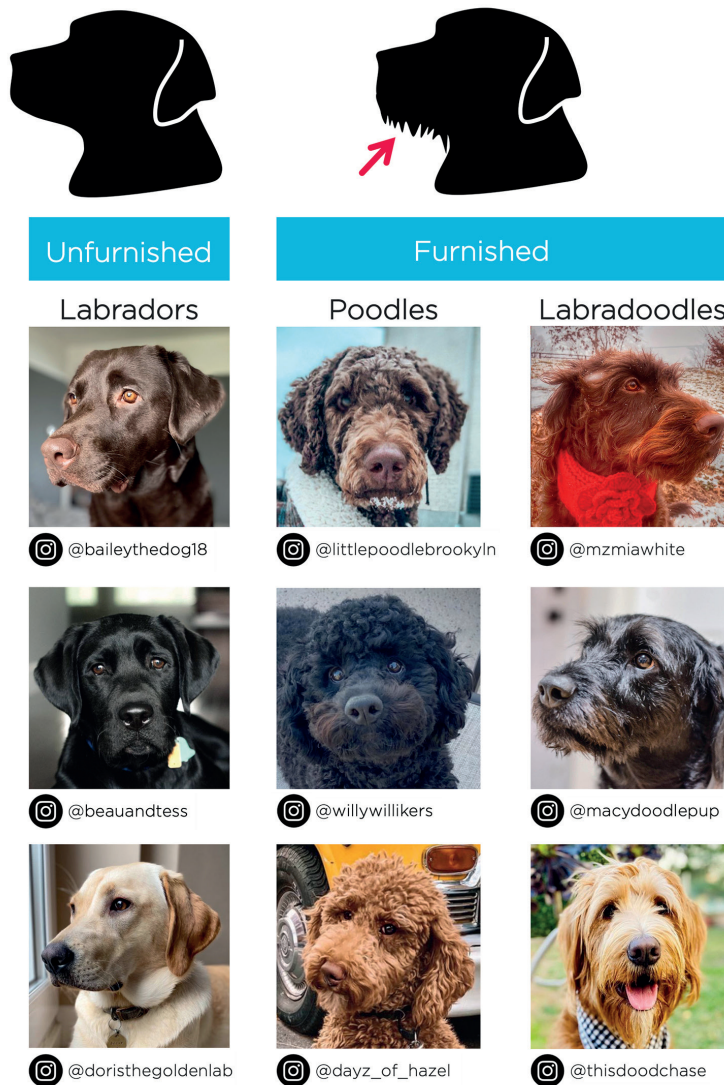 Unfurnished
Furnished
Labradors
Poodles
Labradoodles
@baileythedog18
@littlepoodlebrookyln
@mzmiawhite
@beauandtess
@willywillikers
@macydoodlepup
@doristhegoldenlab
@dayz_of_hazel
@thisdoodchase